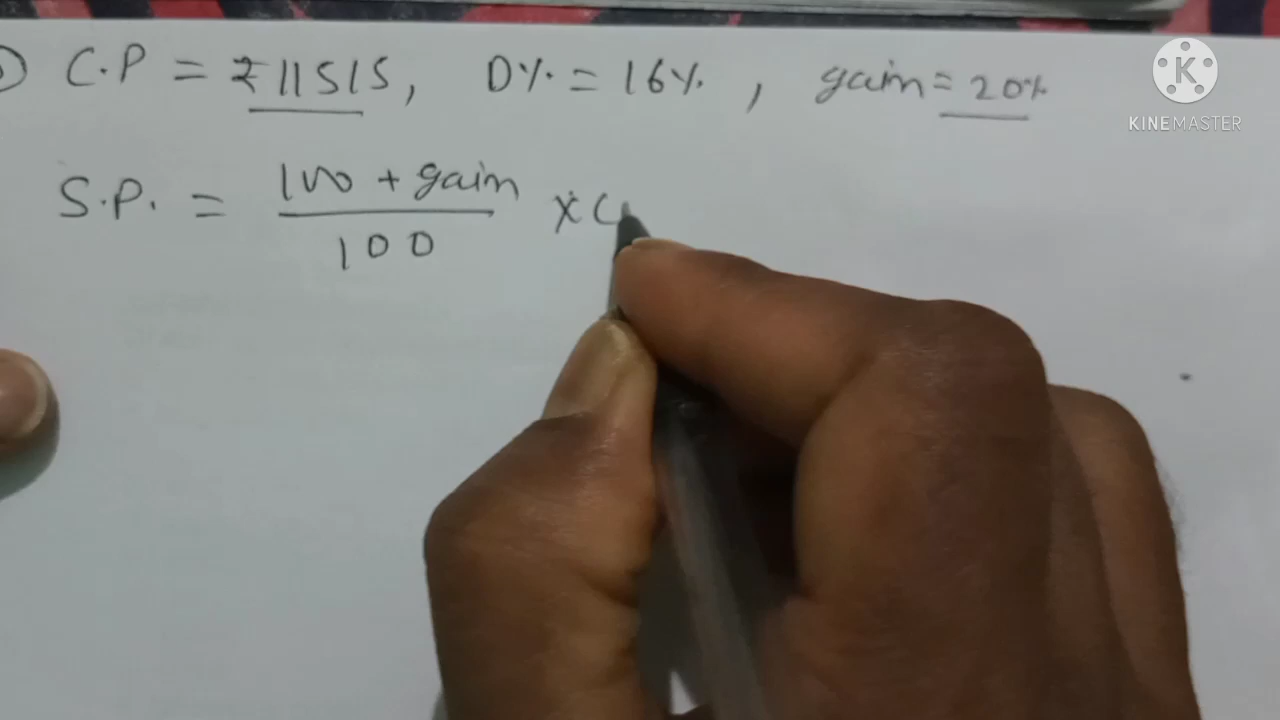 ) C.P = ₹11515, D%. = 16%. , gain = 20%
S.P. = 100 + gain / 100 × C
K
KINEMASTER